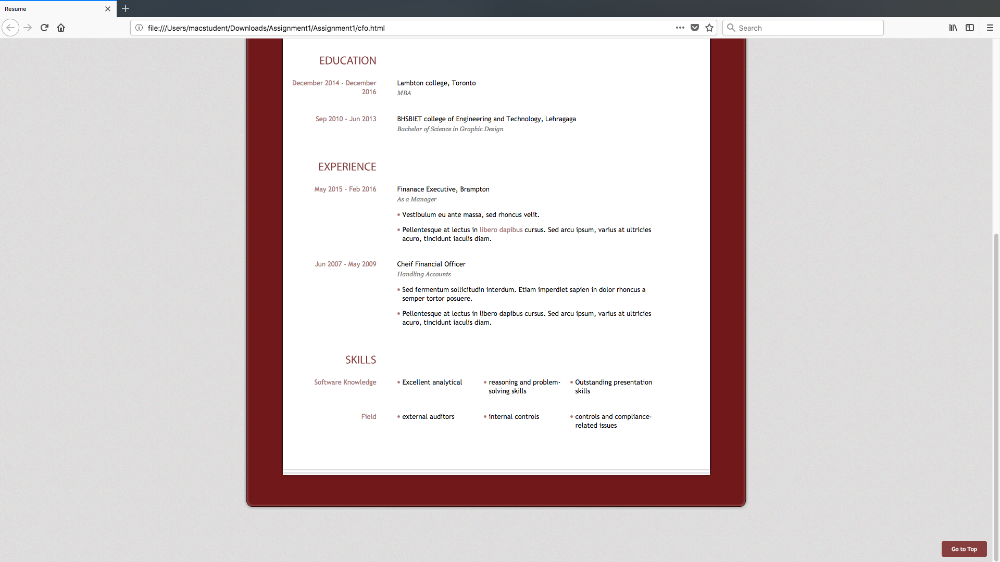 Resume
file:///Users/macstudent/Downloads/Assignment1/Assignment1/cfo.html
Search
EDUCATION
December 2014 - December
2016
Lambton college, Toronto
MBA
Sep 2010 - Jun 2013
BHSBIET college of Engineering and Technology, Lehragaga
Bachelor of Science in Graphic Design
EXPERIENCE
May 2015 - Feb 2016
Finanace Executive, Brampton
As a Manager
• Vestibulum eu ante massa, sed rhoncus velit.
• Pellentesque at lectus in libero dapibus cursus. Sed arcu ipsum, varius at ultricies
acuro, tincidunt iaculis diam.
Jun 2007 - May 2009
Cheif Financial Officer
Handling Accounts
• Sed fermentum sollicitudin interdum. Etiam imperdiet sapien in dolor rhoncus a
semper tortor posuere.
• Pellentesque at lectus in libero dapibus cursus. Sed arcu ipsum, varius at ultricies
acuro, tincidunt iaculis diam.
SKILLS
Software Knowledge
• Excellent analytical
• reasoning and problem-
solving skills
• Outstanding presentation
skills
Field
• external auditors
• internal controls
• controls and compliance-
related issues
Go to Top